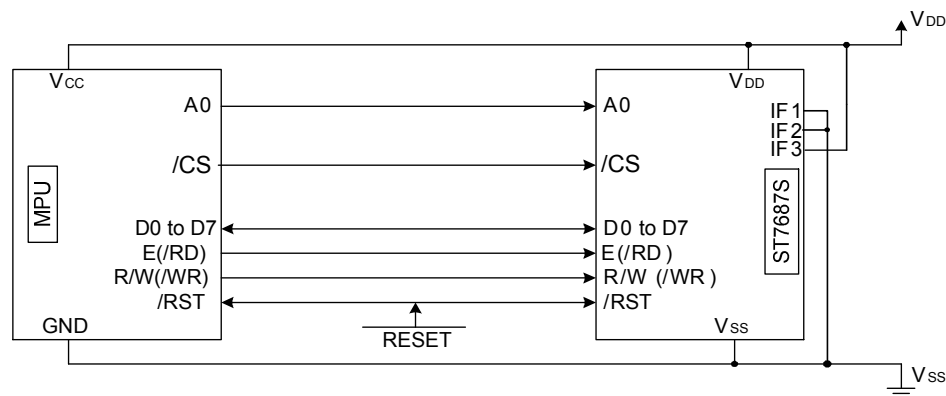 VDD
VCC
VDD
A0
A0
IF1
IF2
IF3
/CS
/CS
MPU
ST7687S
D0 to D7
D0 to D7
E(/RD)
E(/RD)
R/W(/WR)
R/W (/WR)
/RST
/RST
GND
RESET
VSS
VSS